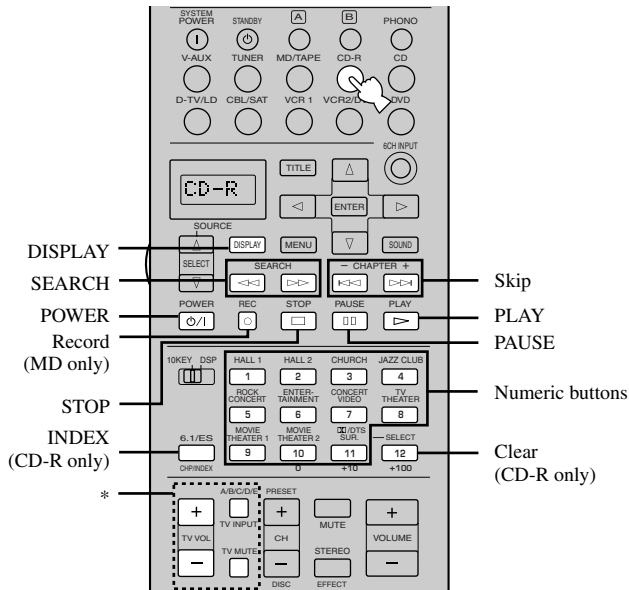 SYSTEM POWER STANDBY A B PHONO
V-AUX TUNER MD/TAPE CD-R CD
D-TV/LD CBL/SAT VCR 1 VCR2/D DVD
6CH INPUT
TITLE
CD-R
ENTER
SOURCE
DISPLAY DISPLAY MENU SOUND
SELECT
SEARCH SEARCH − CHAPTER + Skip
POWER POWER REC STOP PAUSE PLAY PLAY
Record
(MD only)
PAUSE
10KEY DSP HALL 1 HALL 2 CHURCH JAZZ CLUB
1 2 3 4
Numeric buttons
ROCK CONCERT ENTER-TAINMENT CONCERT VIDEO TV THEATER
STOP 5 6 7 8
MOVIE THEATER 1 MOVIE THEATER 2 /DTS SUR. SELECT
INDEX
(CD-R only)
6.1/ES 9 10 11 12
CHP/INDEX 0 +10 +100
Clear
(CD-R only)
*
A/B/C/D/E PRESET
+ TV INPUT + MUTE +
TV VOL CH VOLUME
− TV MUTE − STEREO −
DISC EFFECT